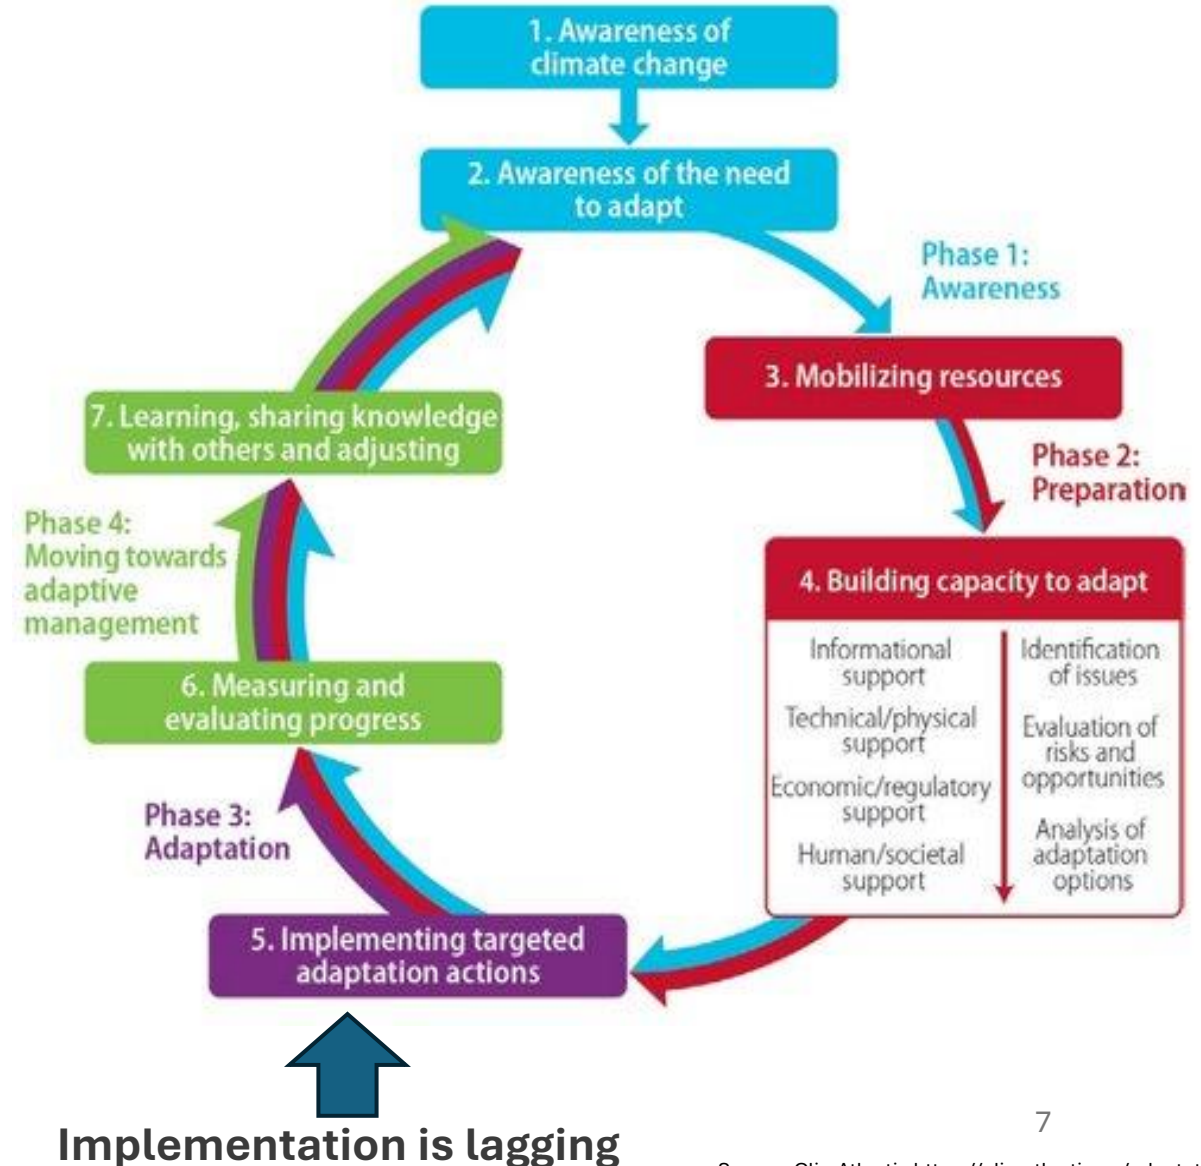 1. Awareness of
climate change
2. Awareness of the need
to adapt
Phase 1:
Awareness
3. Mobilizing resources
Phase 2:
Preparation
4. Building capacity to adapt
Informational
support
Technical/physical
support
Economic/regulatory
support
Human/societal
support
Identification
of issues
Evaluation of
risks and
opportunities
Analysis of
adaptation
options
5. Implementing targeted
adaptation actions
Phase 3:
Adaptation
6. Measuring and
evaluating progress
Phase 4:
Moving towards
adaptive
management
7. Learning, sharing knowledge
with others and adjusting
Implementation is lagging
7